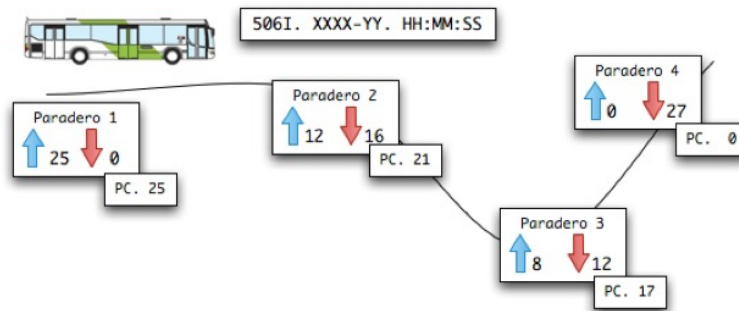 506I. XXXX-YY. HH:MM:SS
Paradero 1
25 0
PC. 25
Paradero 2
12 16
PC. 21
Paradero 3
8 12
PC. 17
Paradero 4
0 27
PC. 0